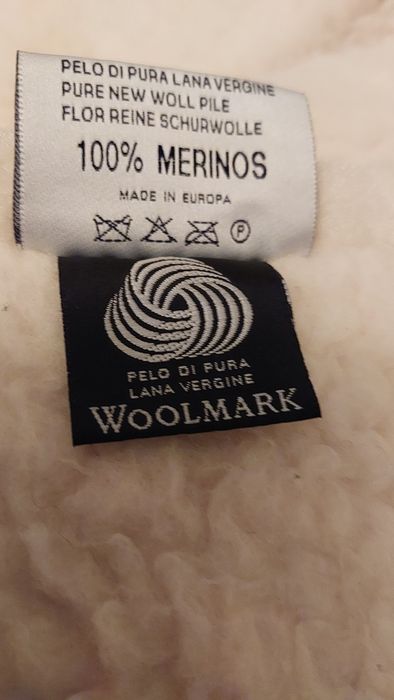 PELO DI PURA LANA VERGINE
PURE NEW WOLL PILE
FLOR REINE SCHURWOLLE
100% MERINOS
MADE IN EUROPA
P
PELO DI PURA
LANA VERGINE
WOOLMARK